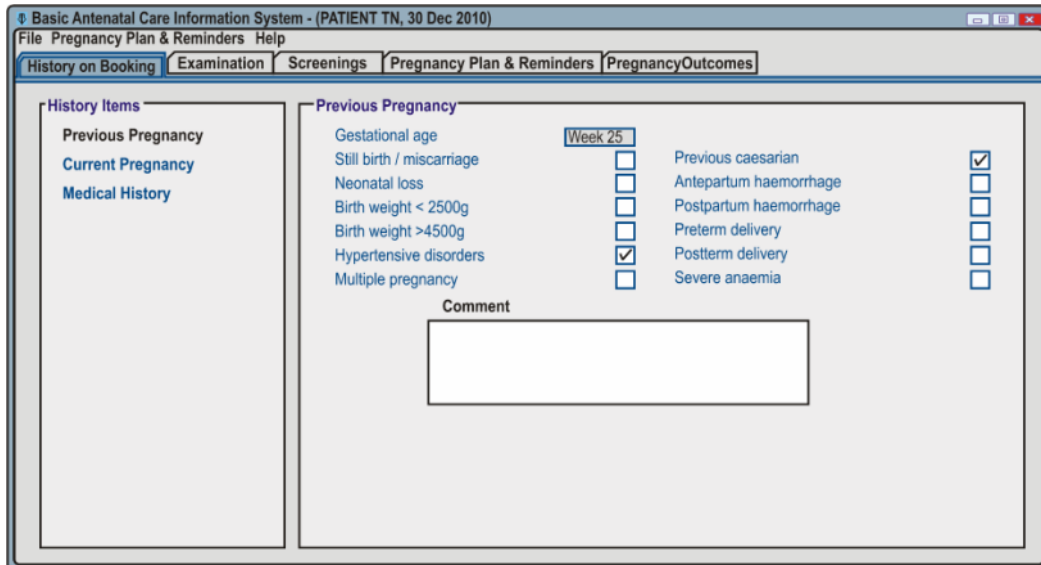 Basic Antenatal Care Information System - (PATIENT TN, 30 Dec 2010)
File Pregnancy Plan & Reminders Help
History on Booking Examination Screenings Pregnancy Plan & Reminders PregnancyOutcomes
History Items
Previous Pregnancy
Current Pregnancy
Medical History
Previous Pregnancy
Gestational age Week 25
Still birth / miscarriage
Neonatal loss
Birth weight < 2500g
Birth weight >4500g
Hypertensive disorders
Multiple pregnancy
Previous caesarian
Antepartum haemorrhage
Postpartum haemorrhage
Preterm delivery
Postterm delivery
Severe anaemia
Comment